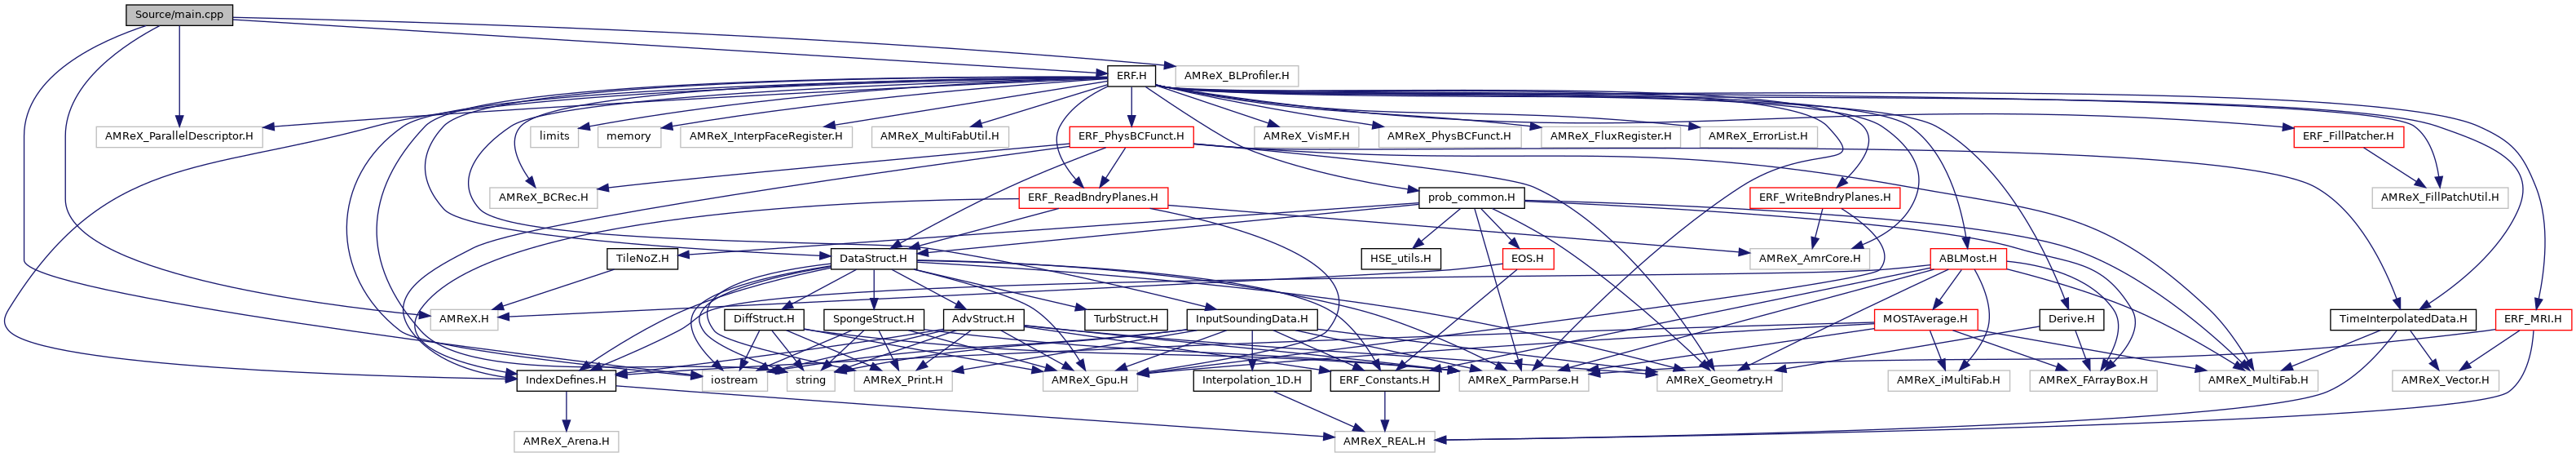 Source/main.cpp
ERF.H
AMReX_BLProfiler.H
AMReX_ParallelDescriptor.H
limits
memory
AMReX_InterpFaceRegister.H
AMReX_MultiFabUtil.H
ERF_PhysBCFunct.H
AMReX_VisMF.H
AMReX_PhysBCFunct.H
AMReX_FluxRegister.H
AMReX_ErrorList.H
ERF_FillPatcher.H
AMReX_BCRec.H
ERF_ReadBndryPlanes.H
prob_common.H
ERF_WriteBndryPlanes.H
AMReX_FillPatchUtil.H
TileNoZ.H
DataStruct.H
HSE_utils.H
EOS.H
AMReX_AmrCore.H
ABLMost.H
AMReX.H
DiffStruct.H
SpongeStruct.H
AdvStruct.H
TurbStruct.H
InputSoundingData.H
MOSTAverage.H
Derive.H
TimeInterpolatedData.H
ERF_MRI.H
IndexDefines.H
iostream
string
AMReX_Print.H
AMReX_Gpu.H
Interpolation_1D.H
ERF_Constants.H
AMReX_ParmParse.H
AMReX_Geometry.H
AMReX_iMultiFab.H
AMReX_FArrayBox.H
AMReX_MultiFab.H
AMReX_Vector.H
AMReX_Arena.H
AMReX_REAL.H